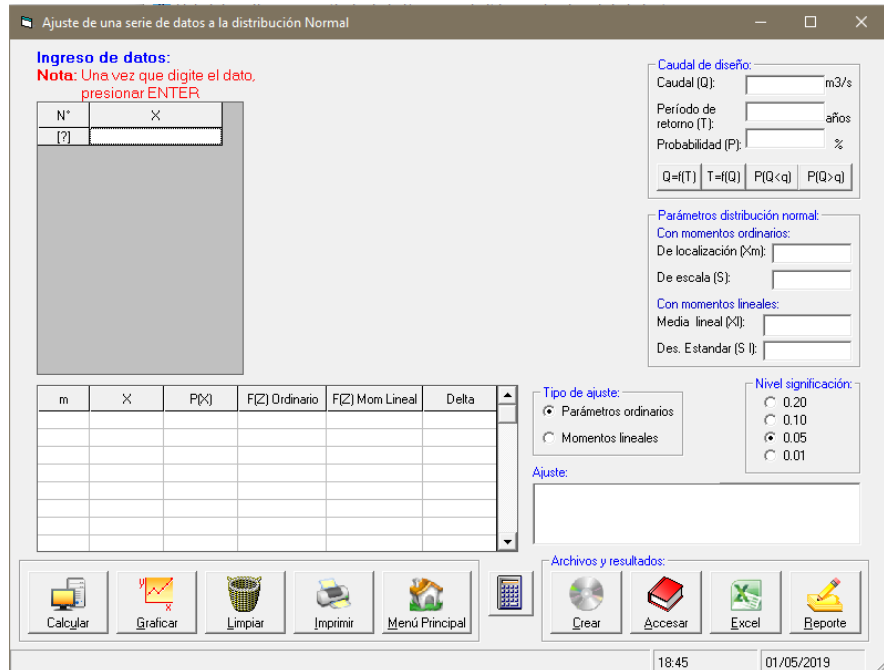 Ajuste de una serie de datos a la distribución Normal
Ingreso de datos:
Nota: Una vez que digite el dato,
presionar ENTER
N° X
[?]
Caudal de diseño:
Caudal (Q): m3/s
Período de
retorno (T): años
Probabilidad (P): %
Q=f(T) T=f(Q) P(Q<q) P(Q>q)
Parámetros distribución normal:
Con momentos ordinarios:
De localización (Xm):
De escala (S):
Con momentos lineales:
Media lineal (Xl):
Des. Estandar (S l):
m X P(X) F(Z) Ordinario F(Z) Mom Lineal Delta
Tipo de ajuste:
Parámetros ordinarios
Momentos lineales
Nivel significación:
0.20
0.10
0.05
0.01
Ajuste:
Calcular Graficar Limpiar Imprimir Menú Principal
Archivos y resultados:
Crear Accesar Excel Reporte
18:45 01/05/2019